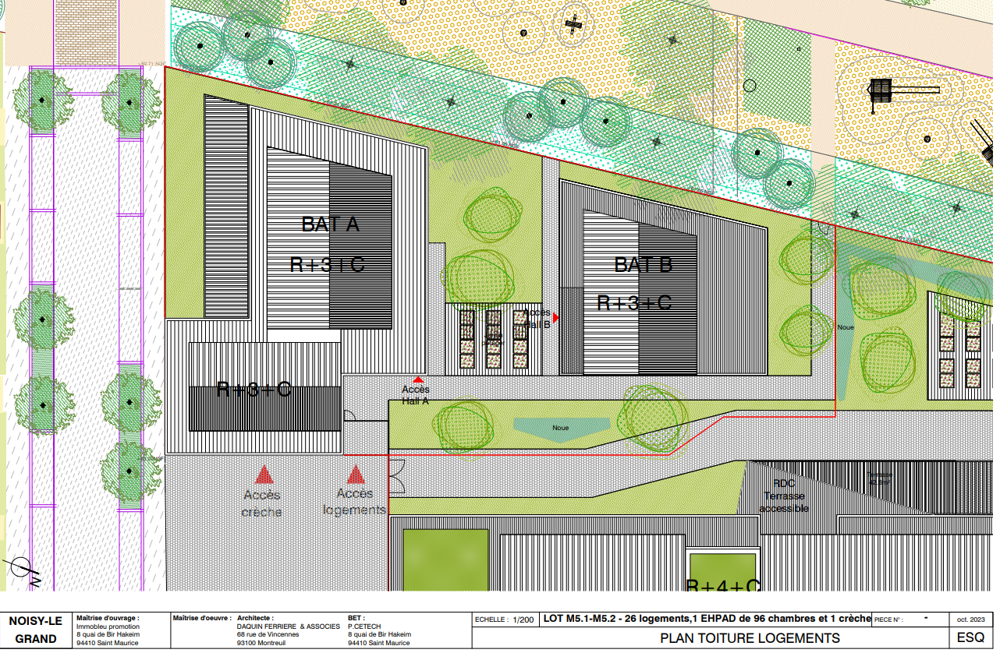 BAT A
R+3+C
BAT B
R+3+C
Accès
Hall B
R+3+C
Accès
Hall A
Noue
Noue
Accès
crèche
Accès
logements
RDC
Terrasse
accessible
Terrasse
R+4+C
N
NOISY-LE
GRAND
Maîtrise d'ouvrage :
Immobleu promotion
8 quai de Bir Hakeim
94410 Saint Maurice
Maîtrise d'oeuvre :
Architecte :
DAQUIN FERRIERE & ASSOCIES
68 rue de Vincennes
93100 Montreuil
BET :
P.CETECH
8 quai de Bir Hakeim
94410 Saint Maurice
ECHELLE : 1/200
LOT M5.1-M5.2 - 26 logements,1 EHPAD de 96 chambres et 1 crèche
PIECE N° : -
oct. 2023
PLAN TOITURE LOGEMENTS
ESQ